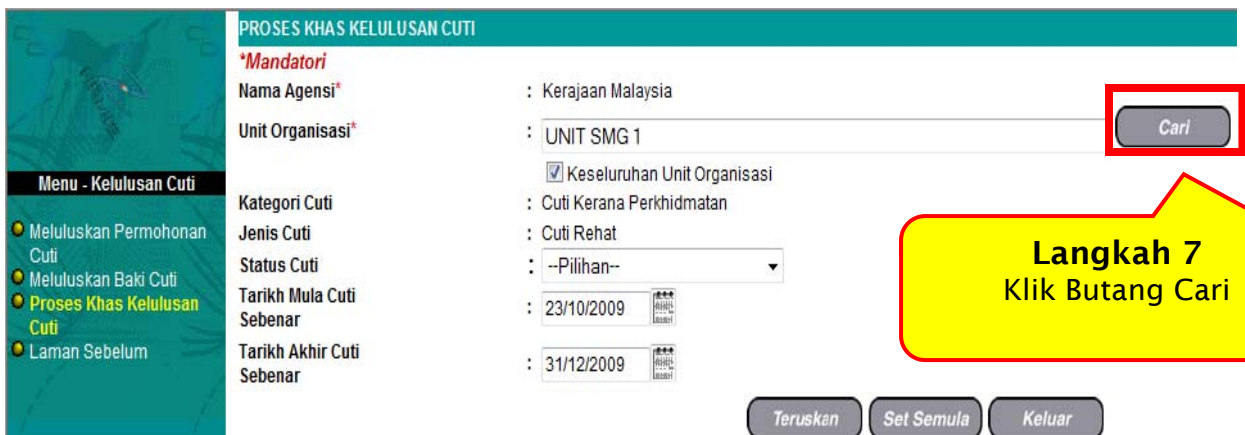 PROSES KHAS KELULUSAN CUTI
*Mandatori
Nama Agensi* : Kerajaan Malaysia
Unit Organisasi* : UNIT SMG 1
Cari
Keseluruhan Unit Organisasi
Kategori Cuti : Cuti Kerana Perkhidmatan
Jenis Cuti : Cuti Rehat
Status Cuti : --Pilihan--
Tarikh Mula Cuti
Sebenar : 23/10/2009
Tarikh Akhir Cuti
Sebenar : 31/12/2009
Teruskan Set Semula Keluar
Menu - Kelulusan Cuti
Meluluskan Permohonan
Cuti
Meluluskan Baki Cuti
Proses Khas Kelulusan
Cuti
Laman Sebelum
Langkah 7
Klik Butang Cari